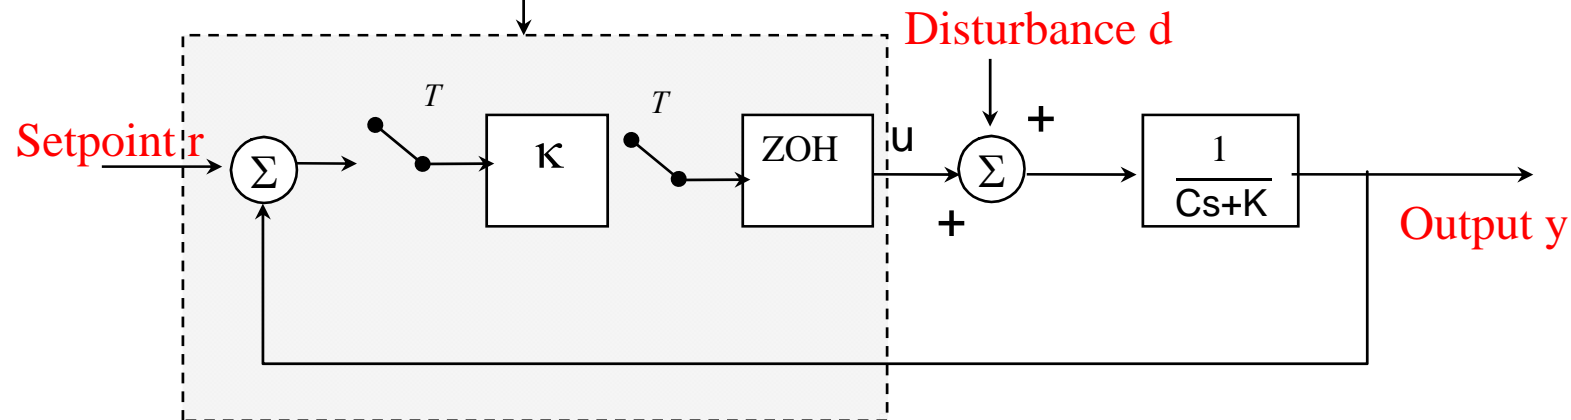 Disturbance d
T
T
+
Setpoint r
Σ
κ
ZOH
u
Σ
1
Cs+K
+
Output y